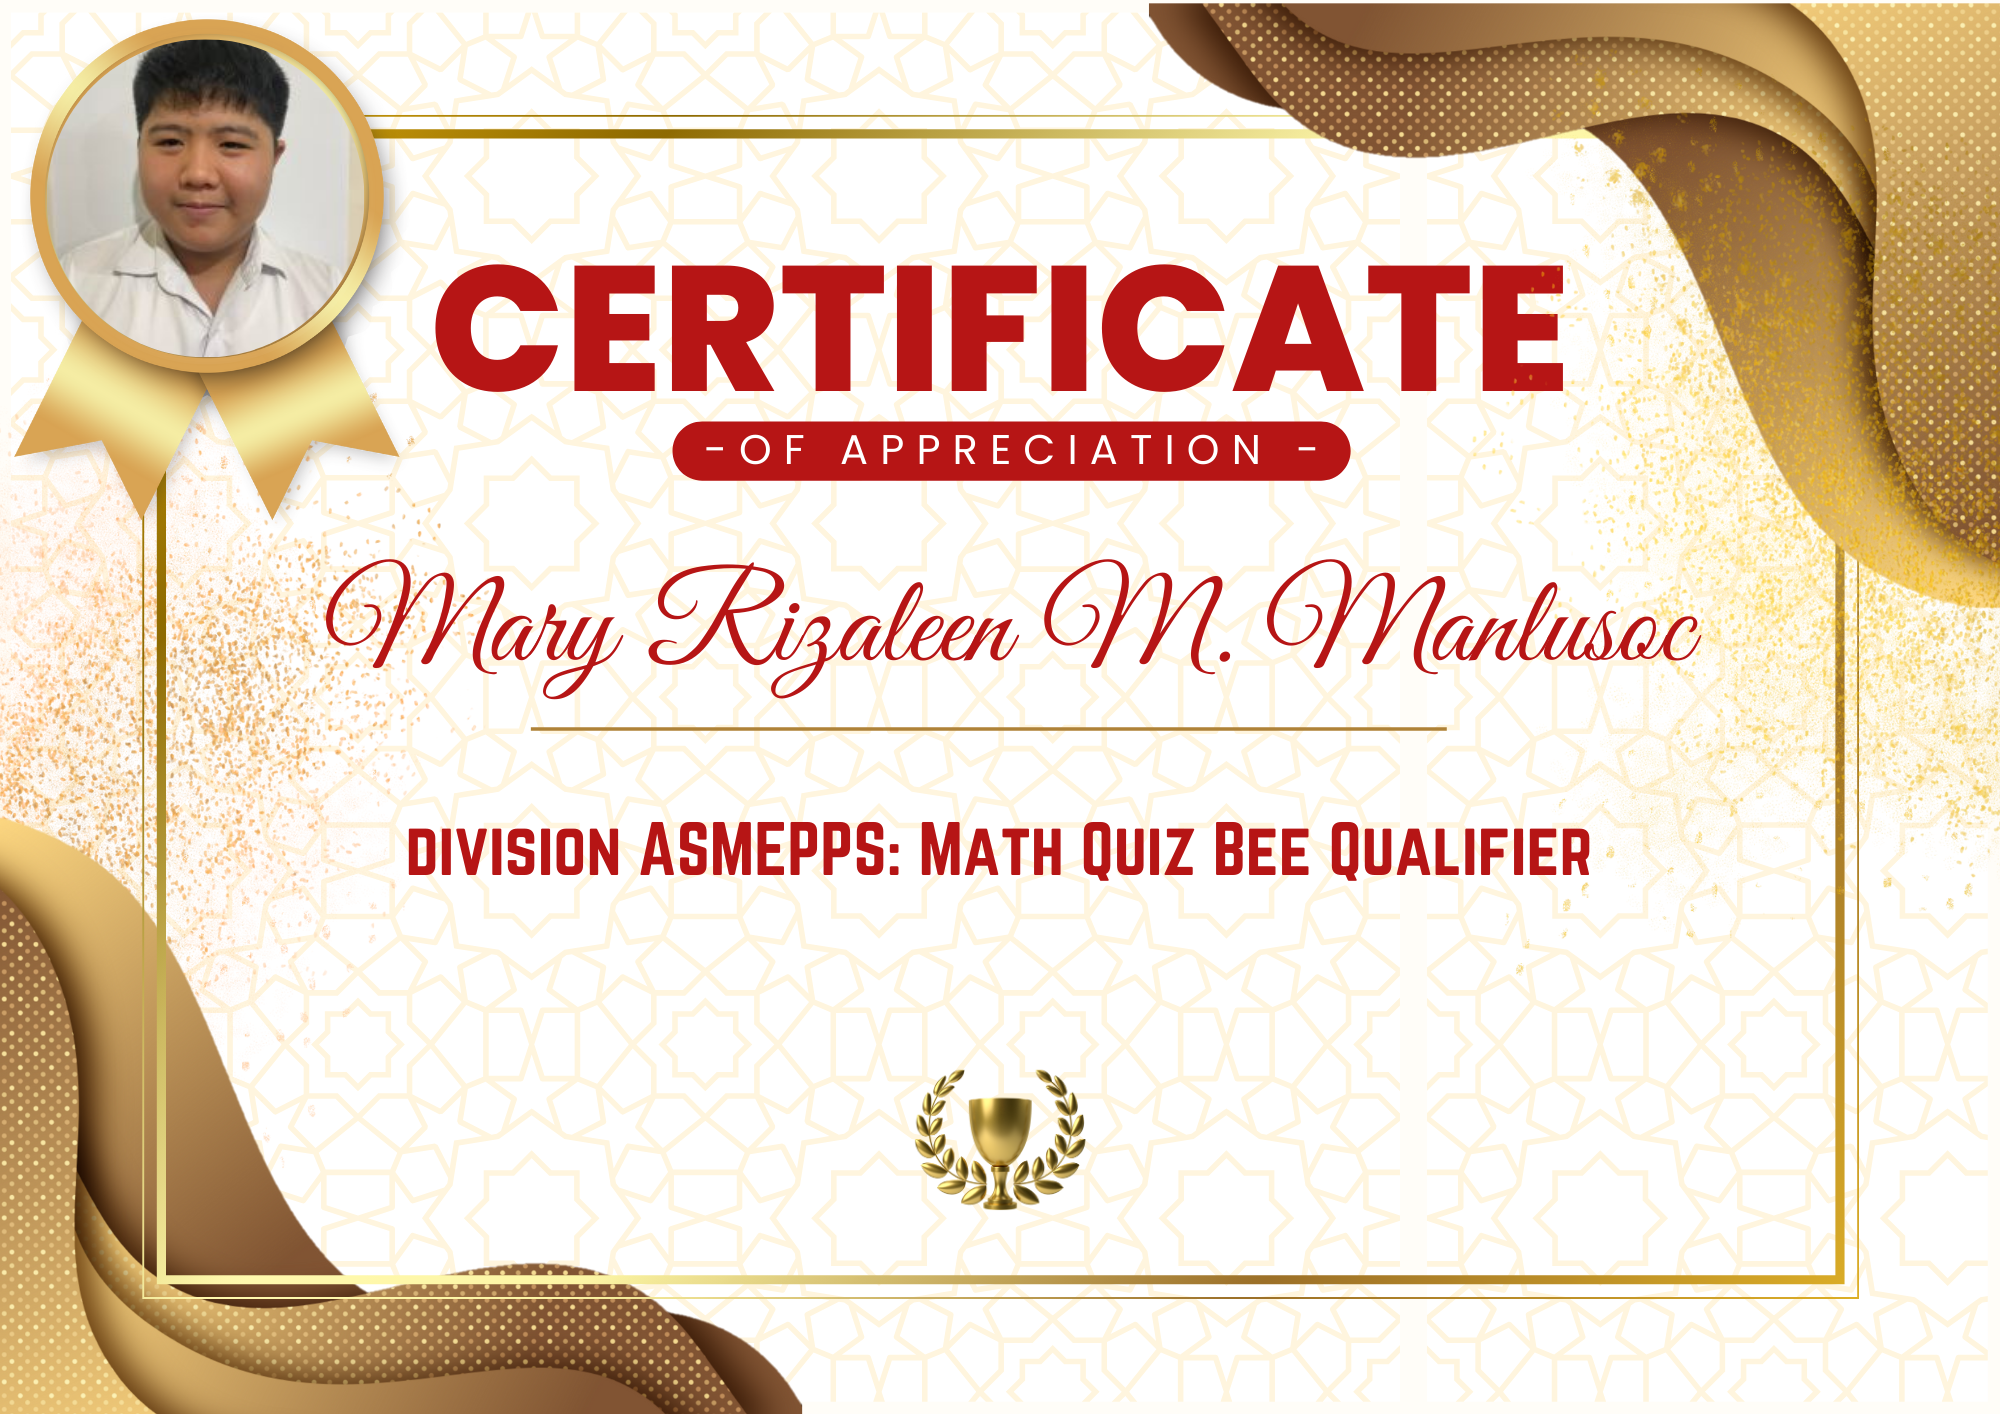 CERTIFICATE
-OF APPRECIATION -
Mary Rizaleen M. Manlusoc
DIVISION ASMEPPS: MATH QUIZ BEE QUALIFIER